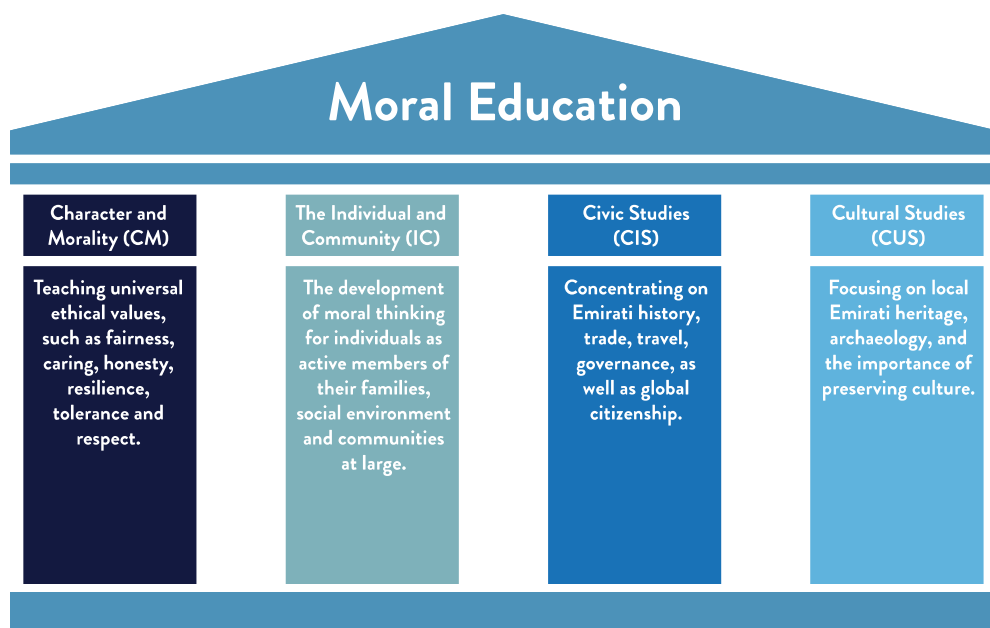 Moral Education
Character and
Morality (CM)
Teaching universal
ethical values,
such as fairness,
caring, honesty,
resilience,
tolerance and
respect.
The Individual and
Community (IC)
The development
of moral thinking
for individuals as
active members of
their families,
social environment
and communities
at large.
Civic Studies
(CIS)
Concentrating on
Emirati history,
trade, travel,
governance, as
well as global
citizenship.
Cultural Studies
(CUS)
Focusing on local
Emirati heritage,
archaeology, and
the importance of
preserving culture.